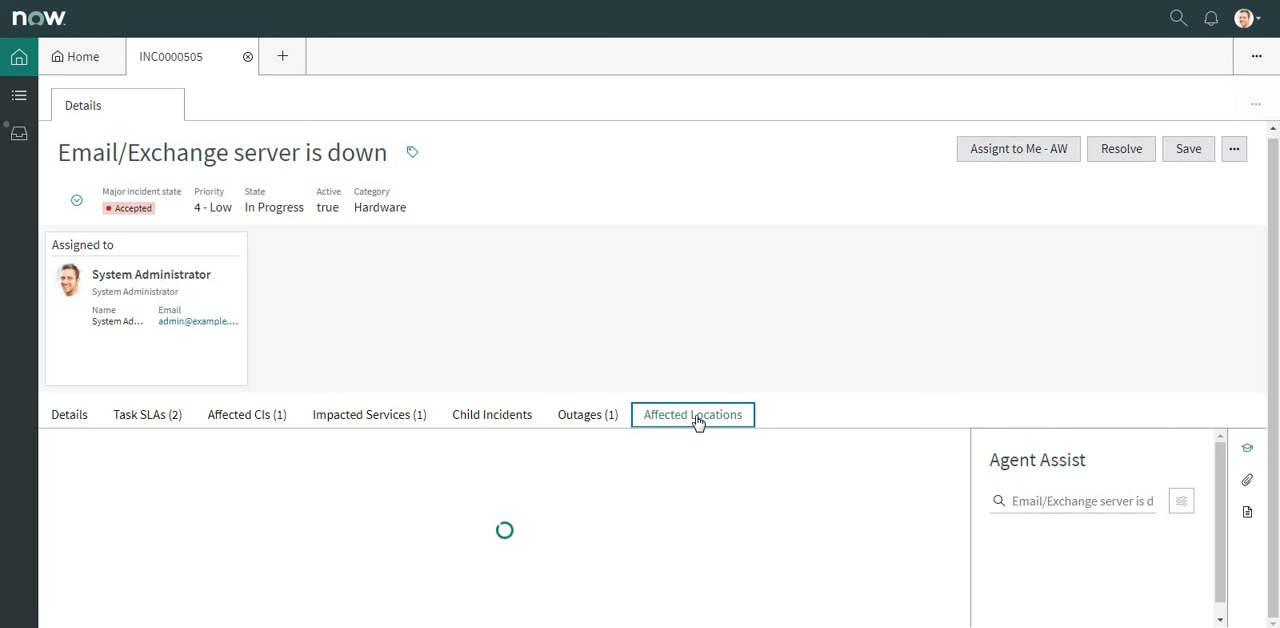 now
Home
INC0000505
Details
Email/Exchange server is down
Assignt to Me - AW
Resolve
Save
Major incident state
Priority
State
Active
Category
Accepted
4 - Low
In Progress
true
Hardware
Assigned to
System Administrator
System Administrator
Name
Email
System Ad...
admin@example....
Details
Task SLAs (2)
Affected CIs (1)
Impacted Services (1)
Child Incidents
Outages (1)
Affected Locations
Agent Assist
Email/Exchange server is d